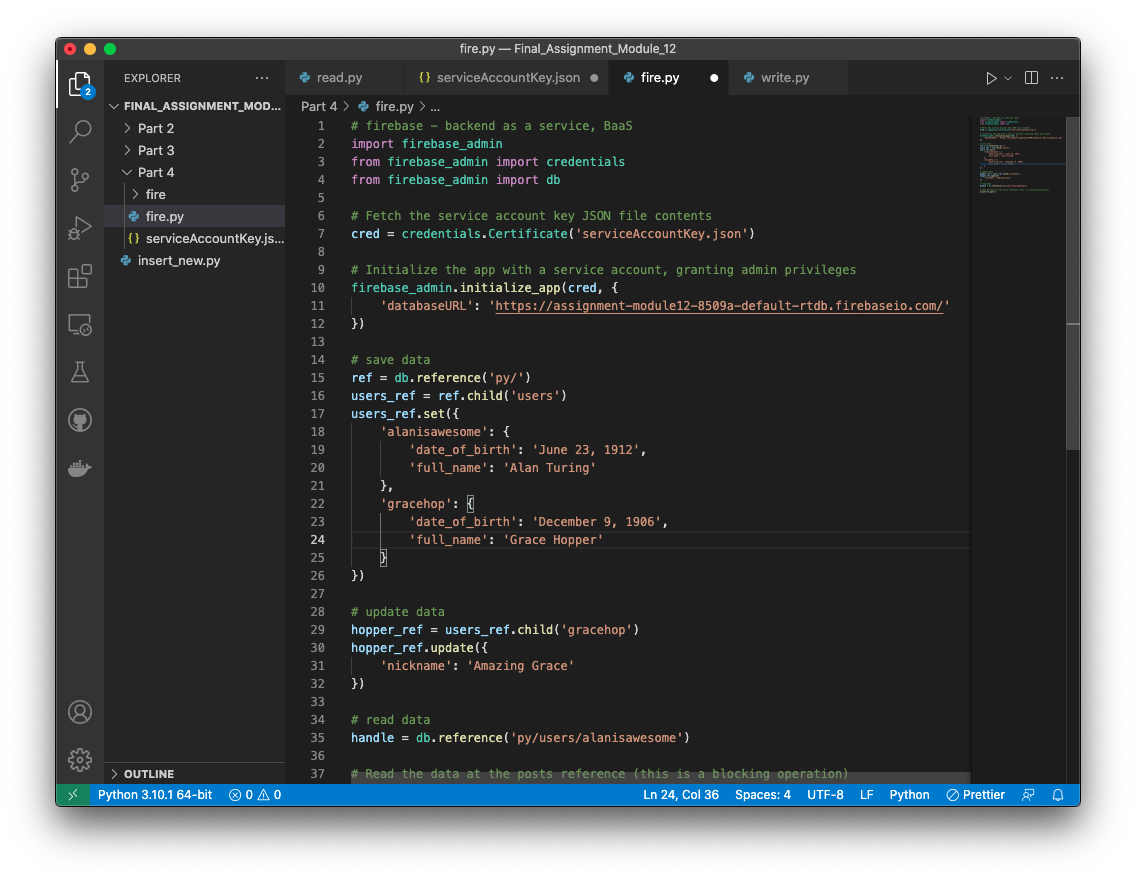 fire.py — Final_Assignment_Module_12
EXPLORER
read.py
serviceAccountKey.json
fire.py
write.py
2
FINAL_ASSIGNMENT_MOD...
Part 2
Part 3
Part 4
fire
fire.py
serviceAccountKey.js...
insert_new.py
OUTLINE
Part 4 > fire.py > ...
1 # firebase - backend as a service, BaaS
2 import firebase_admin
3 from firebase_admin import credentials
4 from firebase_admin import db
5
6 # Fetch the service account key JSON file contents
7 cred = credentials.Certificate('serviceAccountKey.json')
8
9 # Initialize the app with a service account, granting admin privileges
10 firebase_admin.initialize_app(cred, {
11     'databaseURL': 'https://assignment-module12-8509a-default-rtdb.firebaseio.com/'
12 })
13
14 # save data
15 ref = db.reference('py/')
16 users_ref = ref.child('users')
17 users_ref.set({
18     'alanisawesome': {
19         'date_of_birth': 'June 23, 1912',
20         'full_name': 'Alan Turing'
21     },
22     'gracehop': {
23         'date_of_birth': 'December 9, 1906',
24         'full_name': 'Grace Hopper'
25     }
26 })
27
28 # update data
29 hopper_ref = users_ref.child('gracehop')
30 hopper_ref.update({
31     'nickname': 'Amazing Grace'
32 })
33
34 # read data
35 handle = db.reference('py/users/alanisawesome')
36
37 # Read the data at the posts reference (this is a blocking operation)
Python 3.10.1 64-bit 0 0 Ln 24, Col 36 Spaces: 4 UTF-8 LF Python Prettier